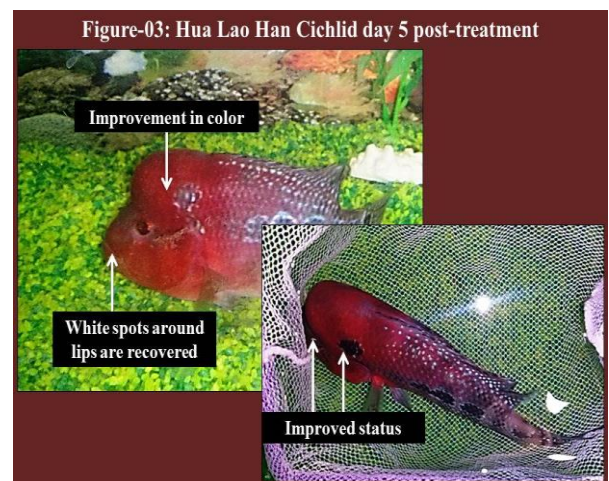 Figure-03: Hua Lao Han Cichlid day 5 post-treatment
Improvement in color
White spots around
lips are recovered
Improved status